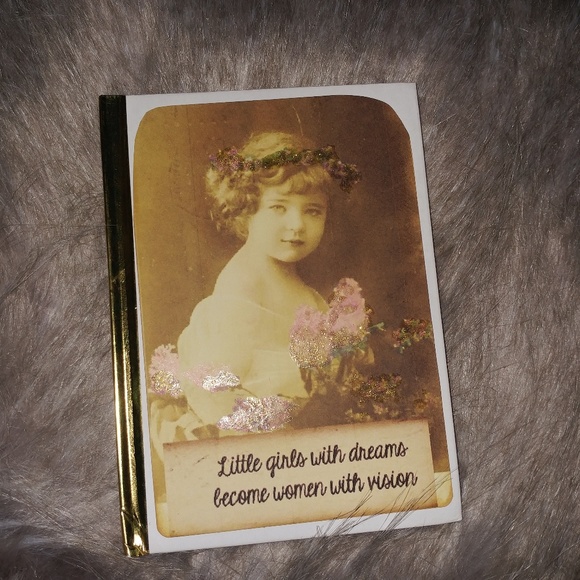 Little girls with dreams
become women with vision